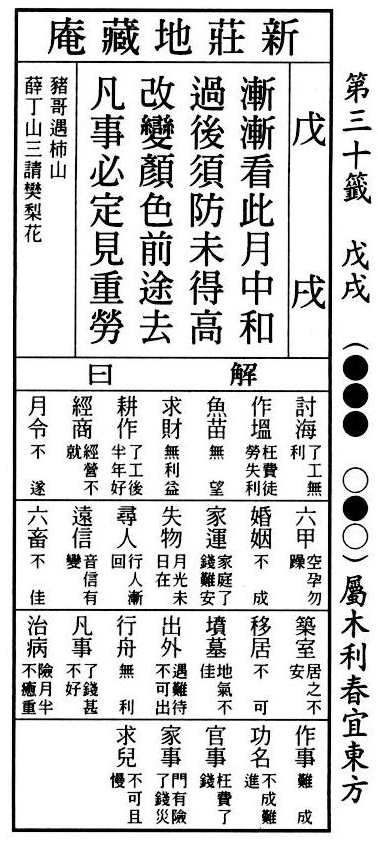 第三十籤 戊戌 (●●● ○●○) 屬木利春宜東方
新莊地藏庵
戊戌
漸漸看此月中和
過後須防未得高
改變顏色前途去
凡事必定見重勞
豬哥遇柿山
薛丁山三請樊梨花
解曰
討海 了工無利
作塭 枉費徒勞失利
魚苗 無望
求財 無利益
耕作 了工後半年好
經商 經營不就
月令 不遂
六甲 空孕勿躁
婚姻 不成
家運 家庭了錢難安
失物 月光未日在
尋人 行人漸回
遠信 音信有變
六畜 不佳
築室 居之不安
移居 不可
墳墓 地氣不佳
出外 遇難待不可出
行舟 無利
凡事 了錢甚不好
治病 險月半不癒重
作事 難成
功名 不成難進
官事 枉費了錢
家事 門有險了錢災
求兒 不可且慢